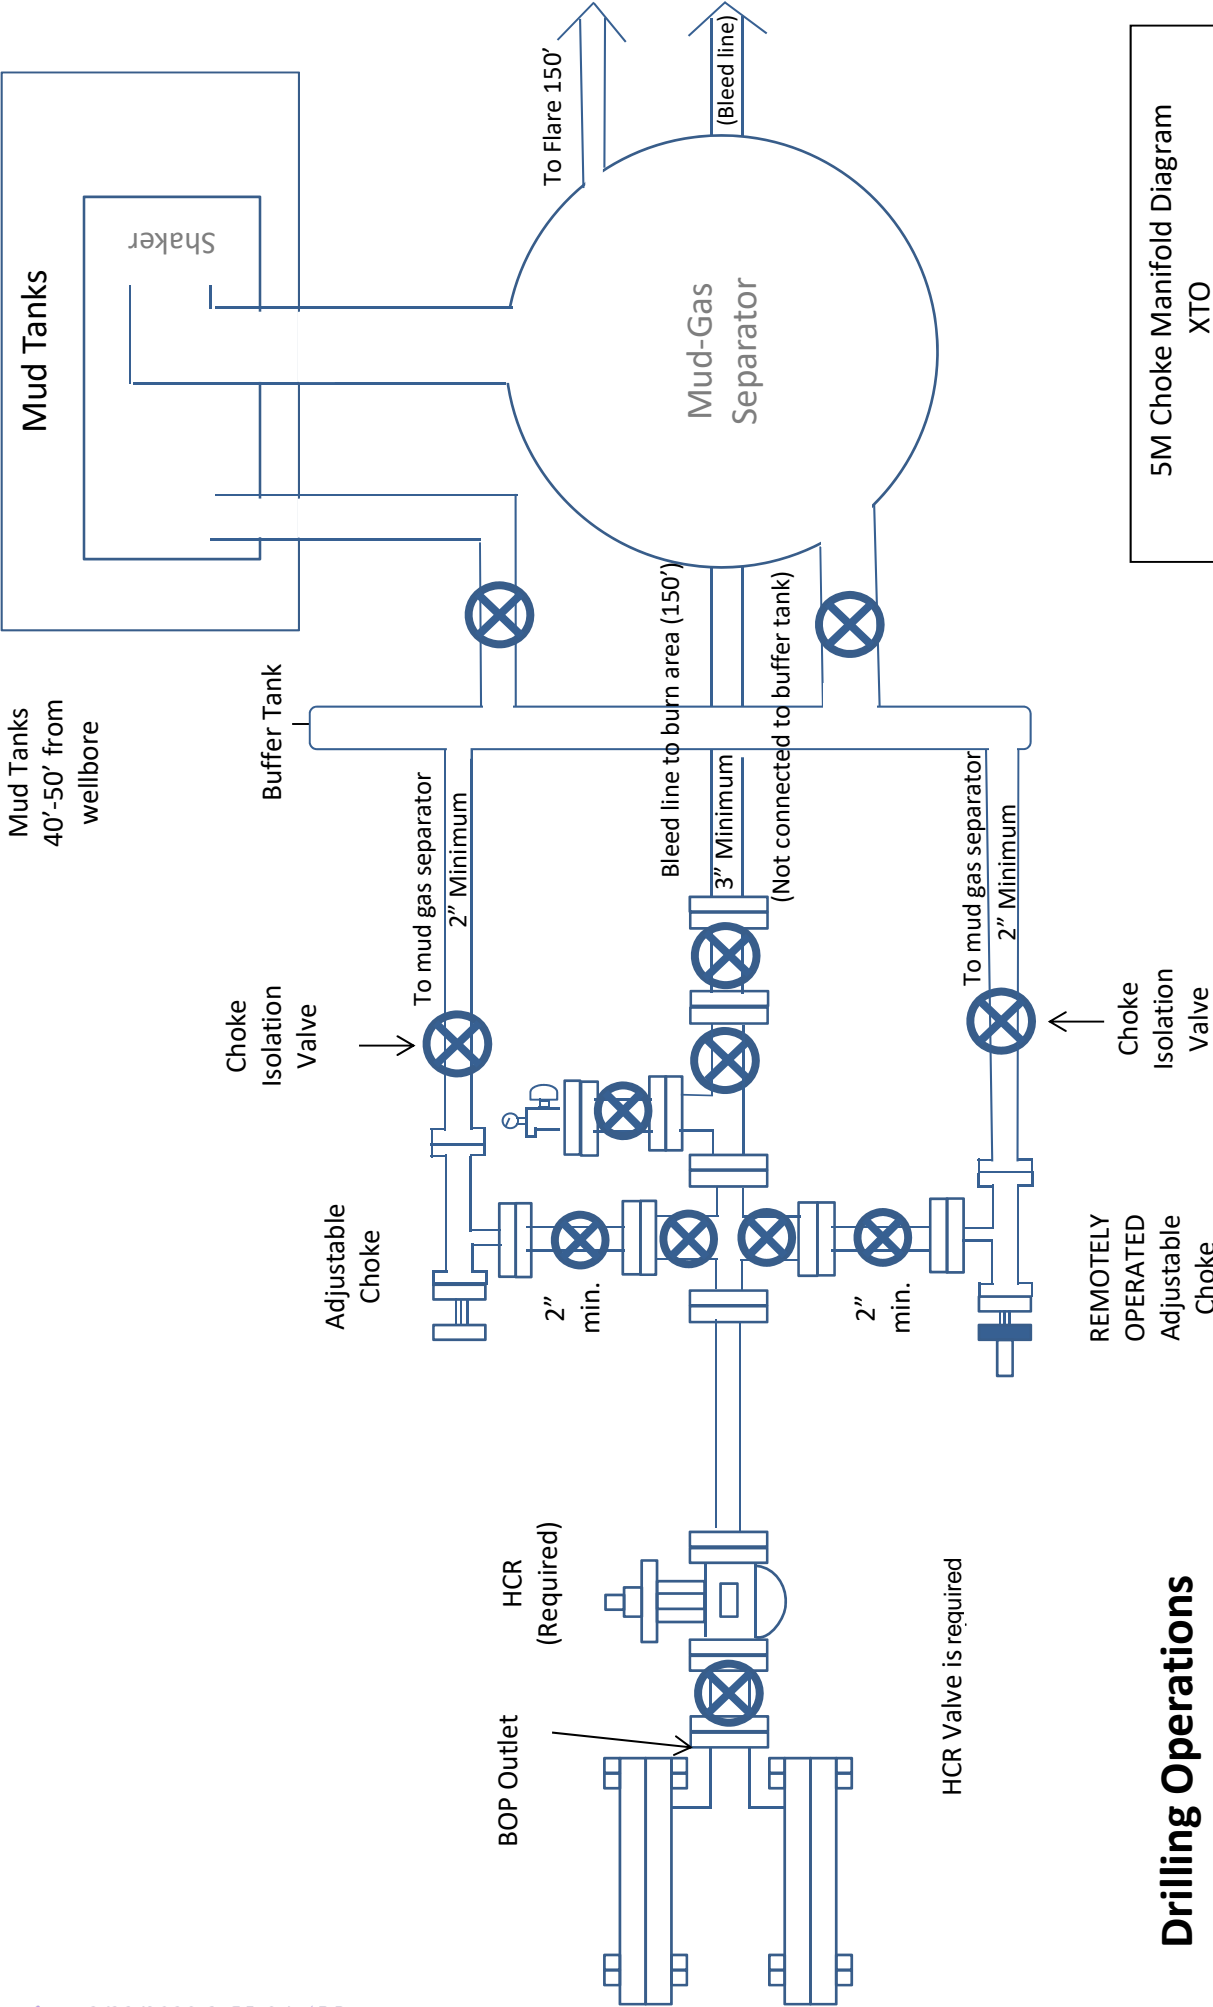 Mud Tanks
Shaker
To Flare 150’
(Bleed line)
Mud-Gas
Separator
5M Choke Manifold Diagram
XTO
Mud Tanks
40’-50’ from
wellbore
Buffer Tank
To mud gas separator
2” Minimum
Bleed line to burn area (150’)
3” Minimum
(Not connected to buffer tank)
To mud gas separator
2” Minimum
Choke
Isolation
Valve
Choke
Isolation
Valve
Adjustable
Choke
2”
min.
2”
min.
REMOTELY
OPERATED
Adjustable
Choke
HCR
(Required)
BOP Outlet
HCR Valve is required
Drilling Operations